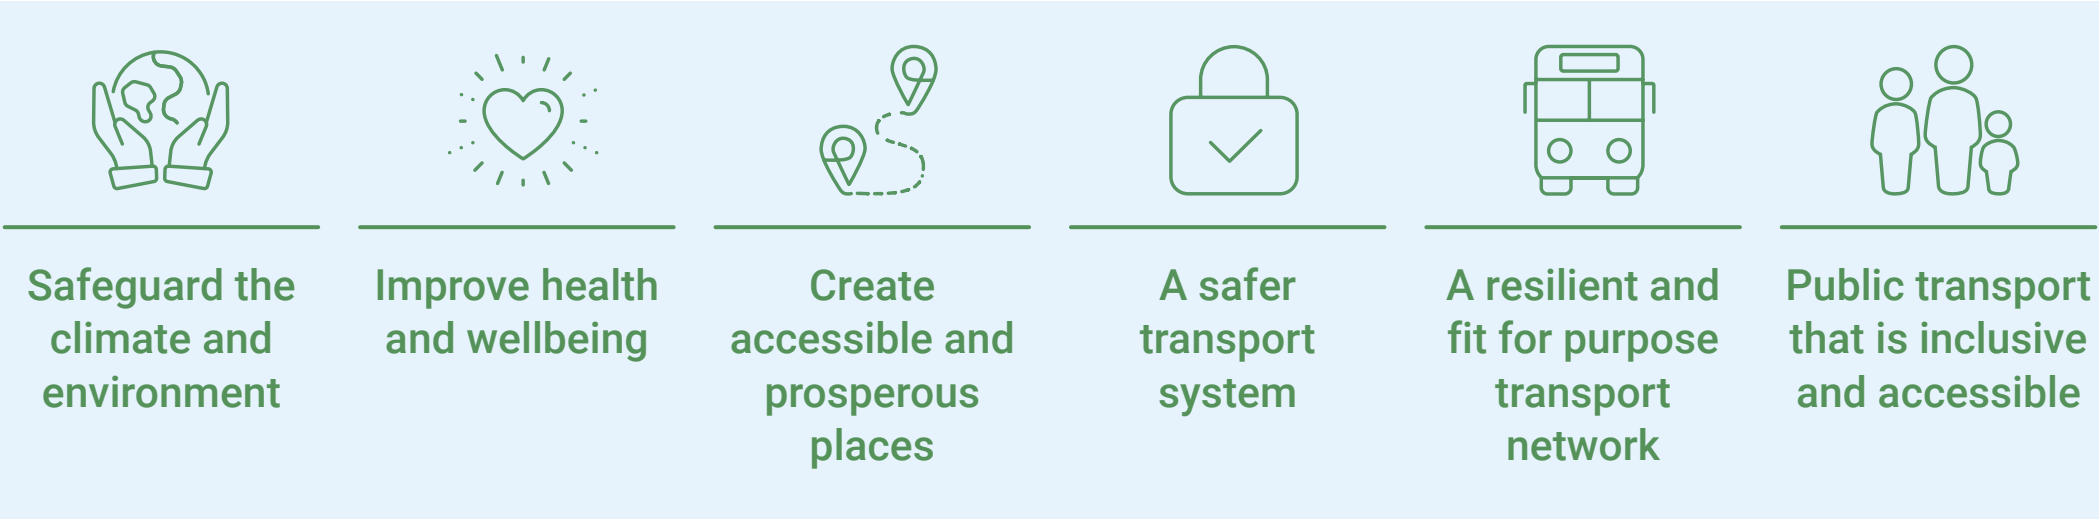 Safeguard the
climate and
environment
Improve health
and wellbeing
Create
accessible and
prosperous
places
A safer
transport
system
A resilient and
fit for purpose
transport
network
Public transport
that is inclusive
and accessible